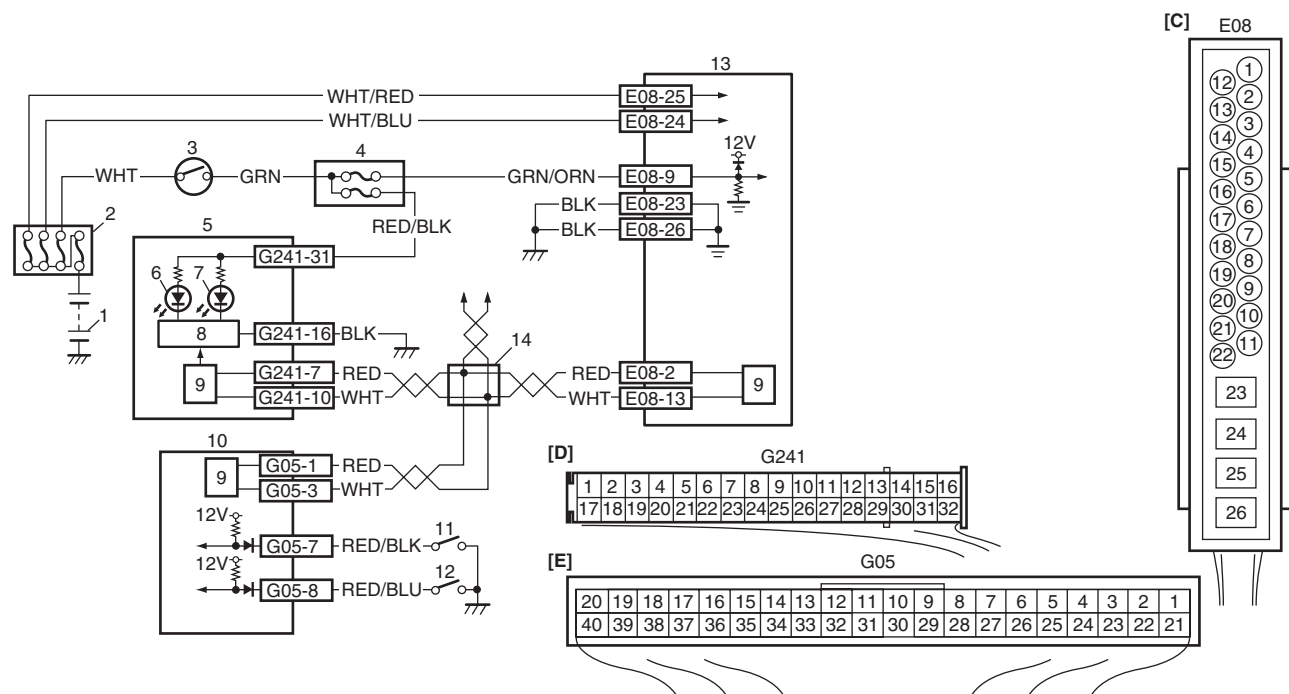 [C] E08
13
WHT/RED E08-25
WHT/BLU E08-24
12V
3 4
WHT GRN GRN/ORN E08-9
BLK E08-23
2 5 RED/BLK BLK E08-26
G241-31
6 7
1
8 G241-16 BLK
14
9 G241-7 RED RED E08-2 9
G241-10 WHT WHT E08-13
10
9 G05-1 RED
G05-3 WHT
12V 11
G05-7 RED/BLK
12V 12
G05-8 RED/BLU
1
12
2
13
3
14
4
15
5
16
6
17
7
18
8
19
9
20
10
21
11
22
23
24
25
26
[D] G241
1 2 3 4 5 6 7 8 9 10 11 12 13 14 15 16
17 18 19 20 21 22 23 24 25 26 27 28 29 30 31 32
[E] G05
20 19 18 17 16 15 14 13 12 11 10 9 8 7 6 5 4 3 2 1
40 39 38 37 36 35 34 33 32 31 30 29 28 27 26 25 24 23 22 21